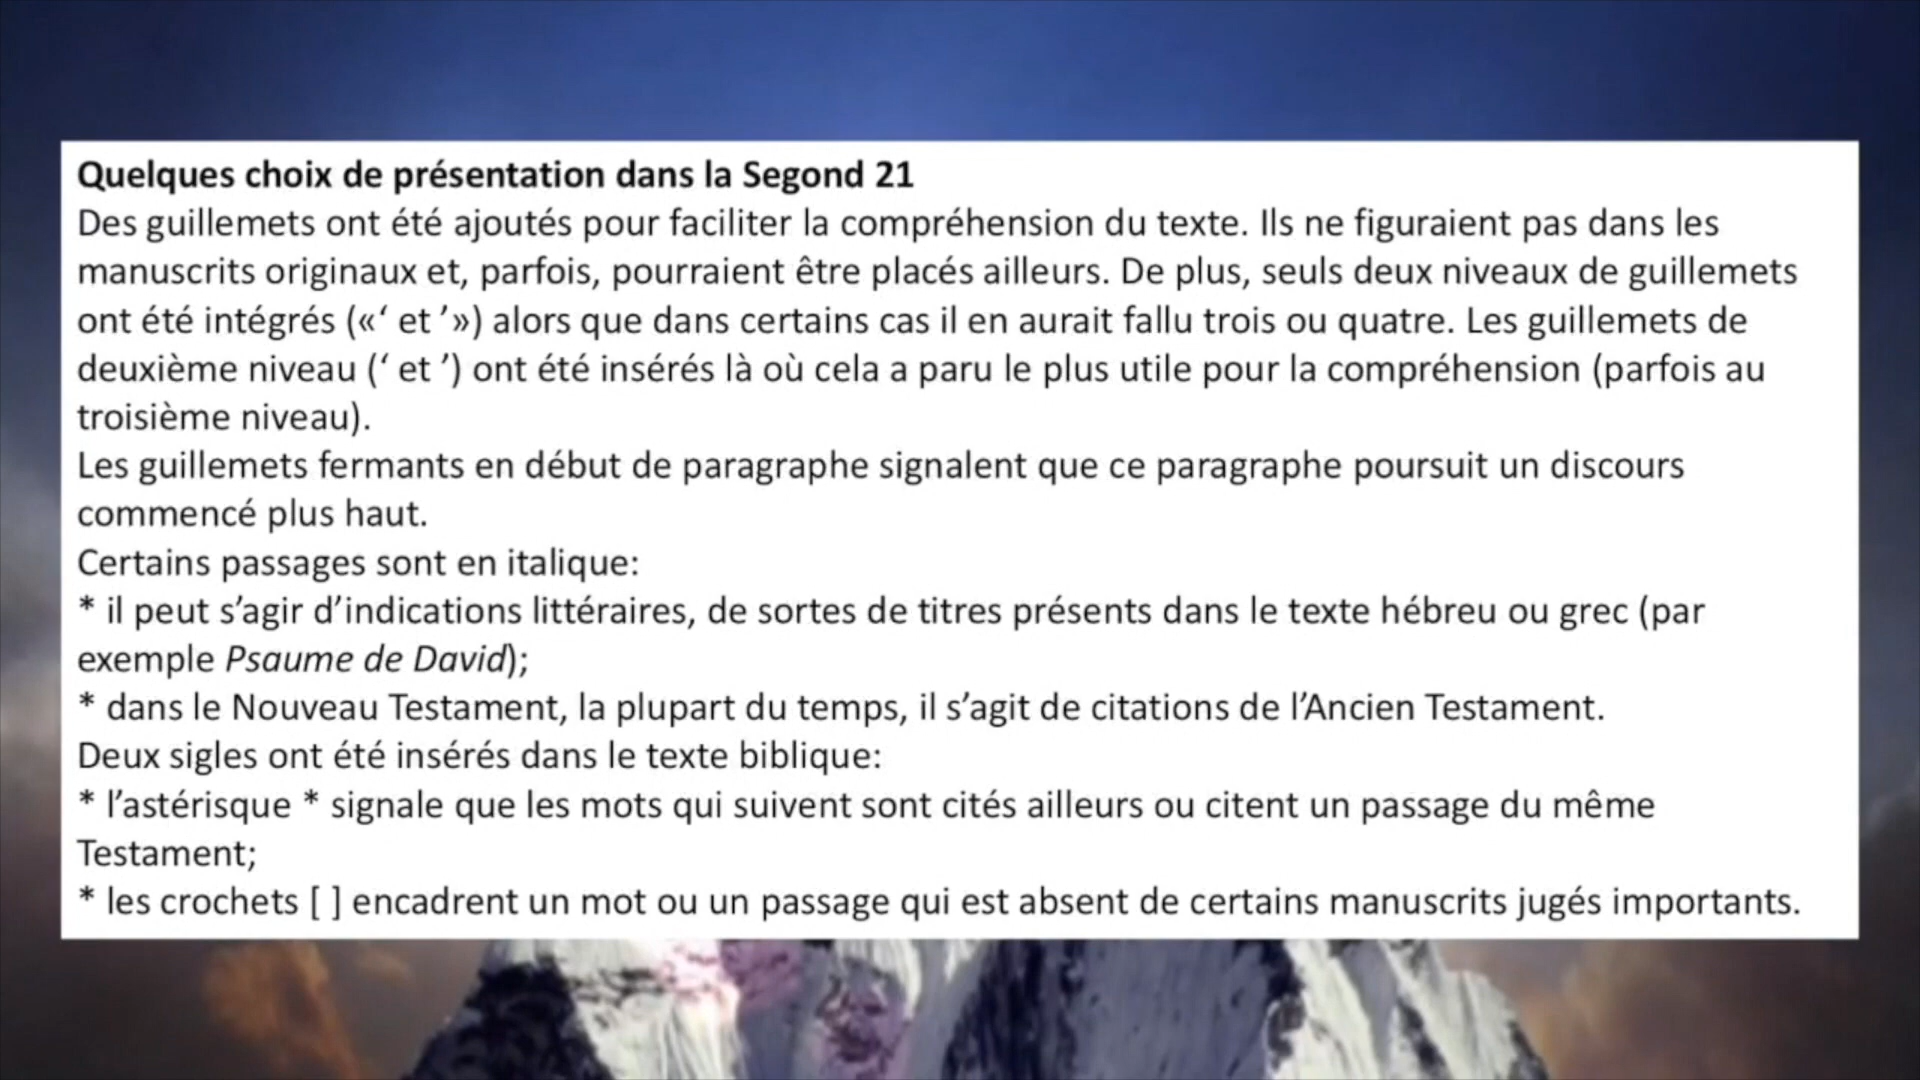 Quelques choix de présentation dans la Segond 21
Des guillemets ont été ajoutés pour faciliter la compréhension du texte. Ils ne figuraient pas dans les
manuscrits originaux et, parfois, pourraient être placés ailleurs. De plus, seuls deux niveaux de guillemets
ont été intégrés («‘ et ’») alors que dans certains cas il en aurait fallu trois ou quatre. Les guillemets de
deuxième niveau (‘ et ’) ont été insérés là où cela a paru le plus utile pour la compréhension (parfois au
troisième niveau).
Les guillemets fermants en début de paragraphe signalent que ce paragraphe poursuit un discours
commencé plus haut.
Certains passages sont en italique:
* il peut s’agir d’indications littéraires, de sortes de titres présents dans le texte hébreu ou grec (par
exemple Psaume de David);
* dans le Nouveau Testament, la plupart du temps, il s’agit de citations de l’Ancien Testament.
Deux sigles ont été insérés dans le texte biblique:
* l’astérisque * signale que les mots qui suivent sont cités ailleurs ou citent un passage du même
Testament;
* les crochets [ ] encadrent un mot ou un passage qui est absent de certains manuscrits jugés importants.